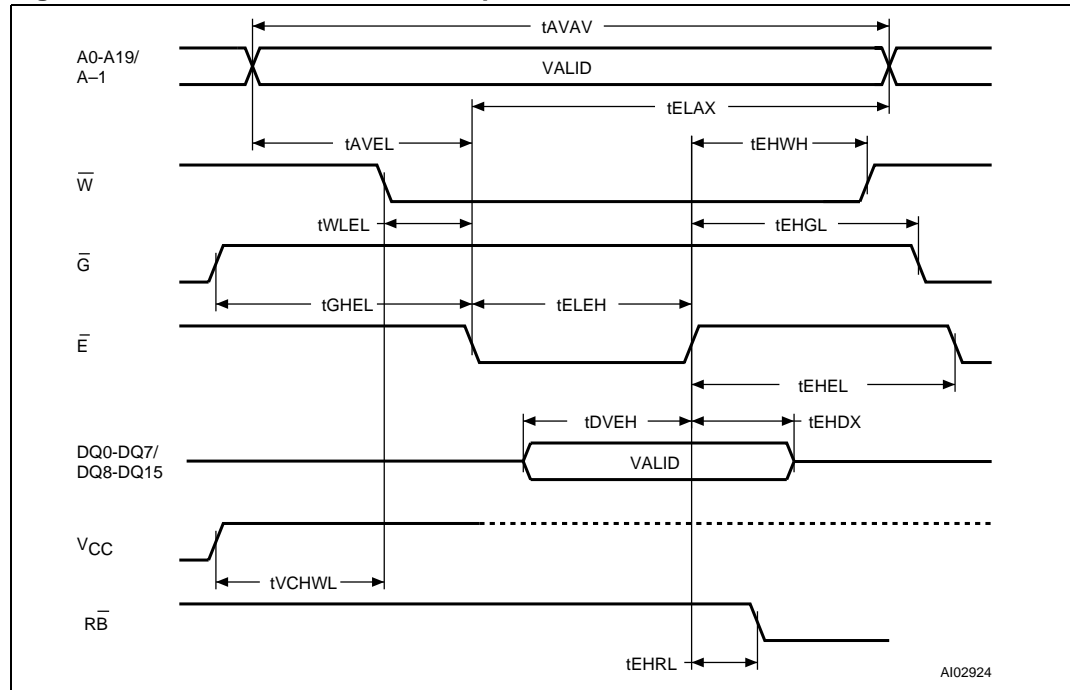 tAVAV
A0-A19/
A–1
VALID
tELAX
tAVEL
tEHWH
W̅
tWLEL
tEHGL
G̅
tGHEL
tELEH
E̅
tEHEL
tDVEH
tEHDX
DQ0-DQ7/
DQ8-DQ15
VALID
VCC
tVCHWL
RB̅
tEHRL
AI02924